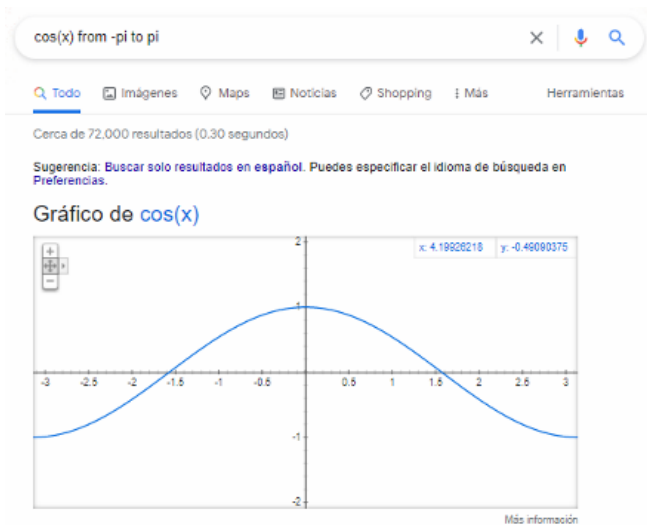 cos(x) from -pi to pi
Todo Imágenes Maps Noticias Shopping Más Herramientas
Cerca de 72,000 resultados (0.30 segundos)
Sugerencia: Buscar solo resultados en español. Puedes especificar el idioma de búsqueda en
Preferencias.
Gráfico de cos(x)
x: 4.19926218 y: -0.49090375
2
1
-3 -2.5 -2 -1.5 -1 -0.5 0.5 1 1.5 2 2.5 3
-1
-2
Más información